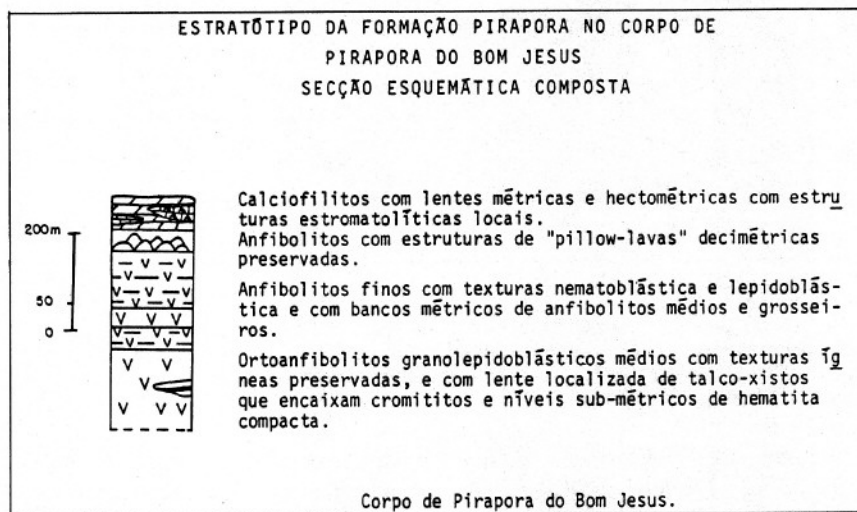 ESTRATÓTIPO DA FORMAÇÃO PIRAPORA NO CORPO DE
PIRAPORA DO BOM JESUS
SECÇÃO ESQUEMÁTICA COMPOSTA
Calciofilitos com lentes métricas e hectométricas com estru
turas estromatolíticas locais.
200m
Anfibolitos com estruturas de "pillow-lavas" decimétricas
preservadas.
Anfibolitos finos com texturas nematoblástica e lepidoblás-
50
tica e com bancos métricos de anfibolitos médios e grossei-
0
ros.
Ortoanfibolitos granolepidoblásticos médios com texturas íg
neas preservadas, e com lente localizada de talco-xistos
que encaixam cromititos e níveis sub-métricos de hematita
compacta.
Corpo de Pirapora do Bom Jesus.